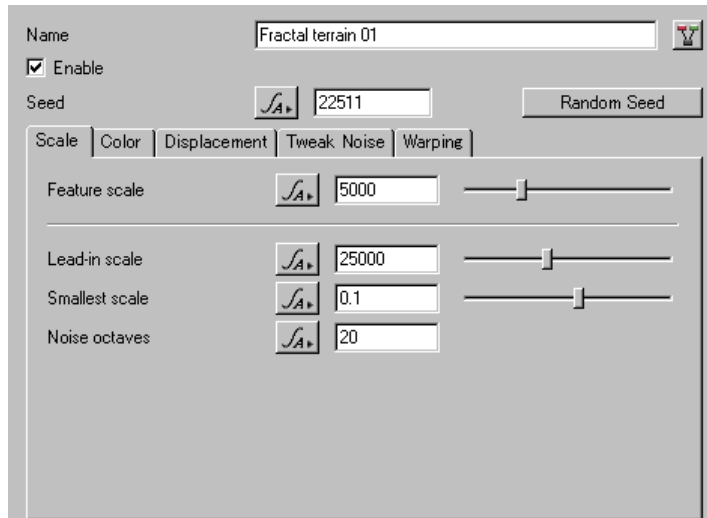 Name Fractal terrain 01
Enable
Seed 22511 Random Seed
Scale Color Displacement Tweak Noise Warping
Feature scale 5000
Lead-in scale 25000
Smallest scale 0.1
Noise octaves 20